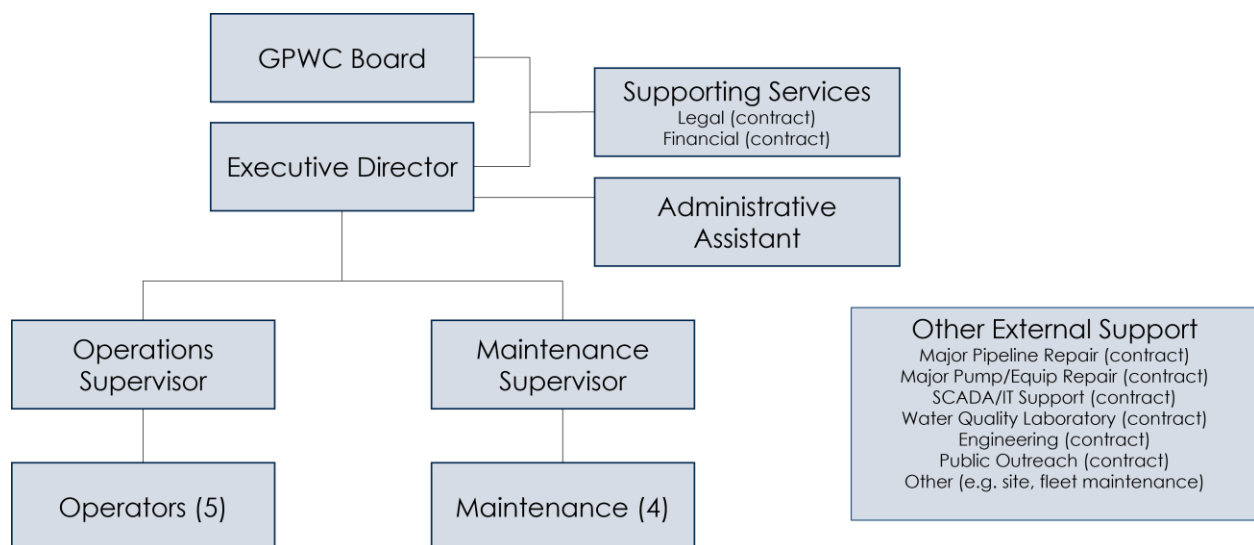 GPWC Board
Supporting Services
Legal (contract)
Financial (contract)
Executive Director
Administrative
Assistant
Operations
Supervisor
Maintenance
Supervisor
Other External Support
Major Pipeline Repair (contract)
Major Pump/Equip Repair (contract)
SCADA/IT Support (contract)
Water Quality Laboratory (contract)
Engineering (contract)
Public Outreach (contract)
Other (e.g. site, fleet maintenance)
Operators (5)
Maintenance (4)